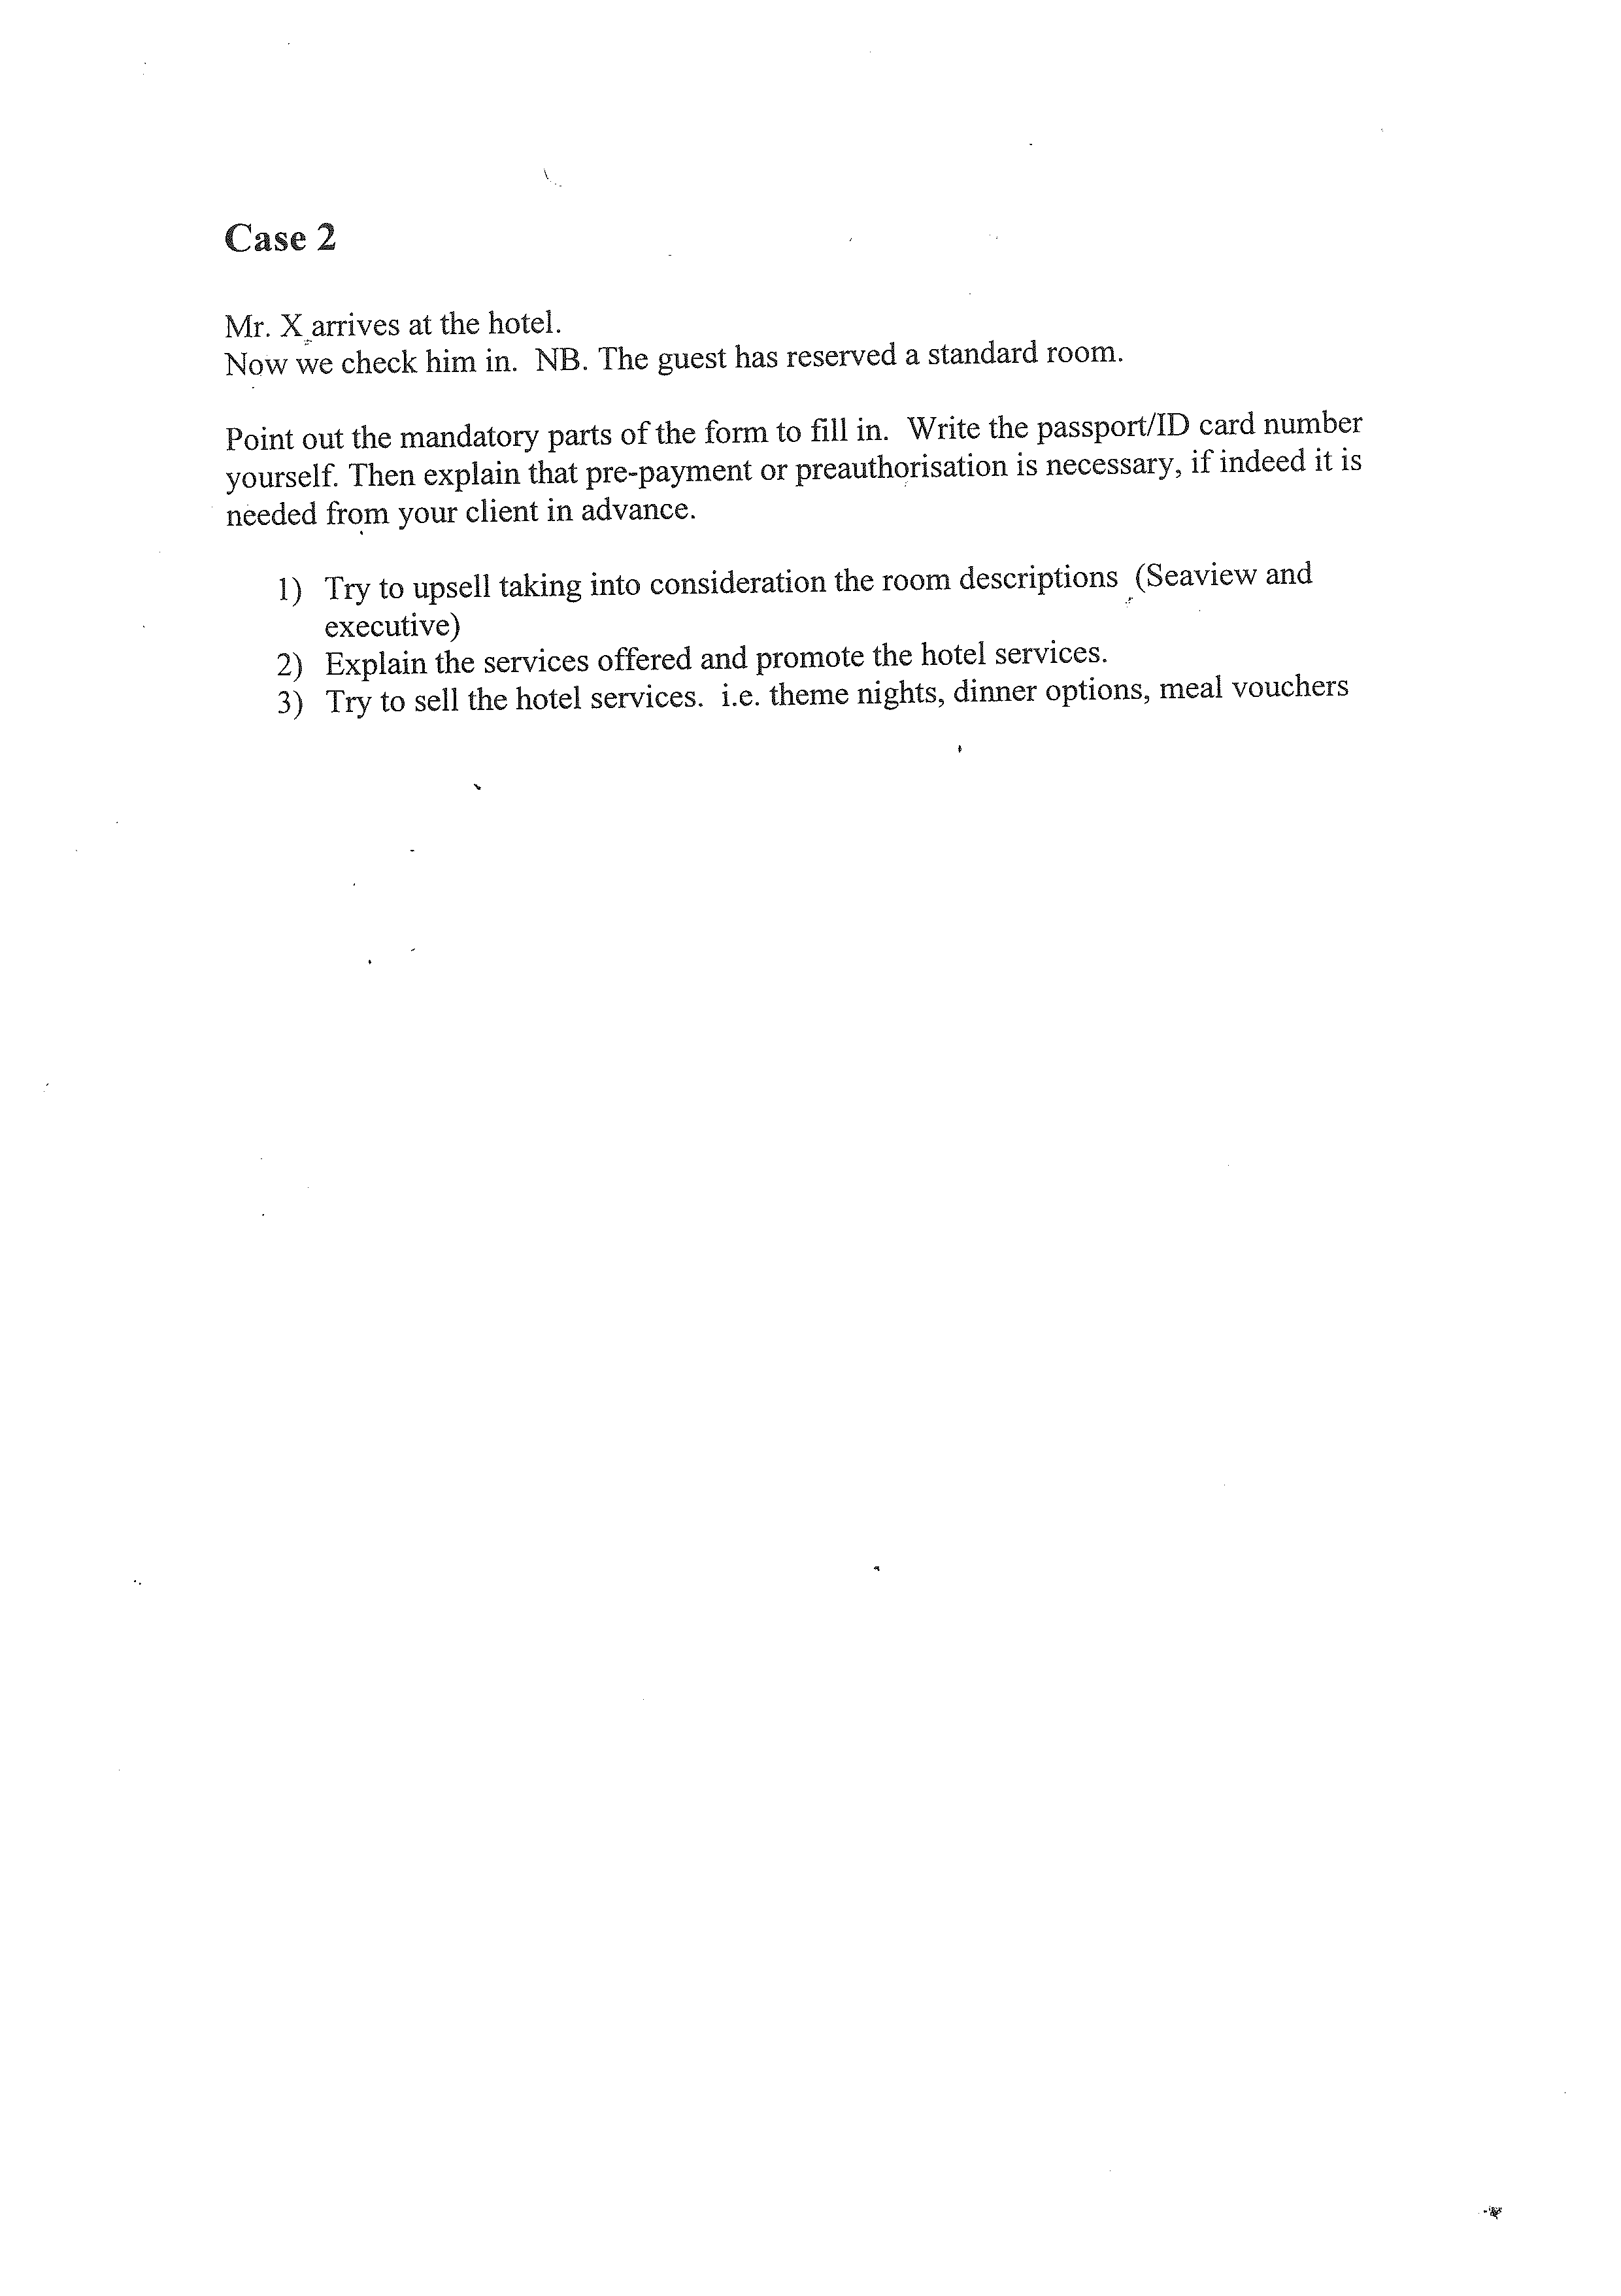 Case 2
Mr. X arrives at the hotel.
Now we check him in. NB. The guest has reserved a standard room.
Point out the mandatory parts of the form to fill in. Write the passport/ID card number
yourself. Then explain that pre-payment or preauthorisation is necessary, if indeed it is
needed from your client in advance.
1) Try to upsell taking into consideration the room descriptions (Seaview and
executive)
2) Explain the services offered and promote the hotel services.
3) Try to sell the hotel services. i.e. theme nights, dinner options, meal vouchers